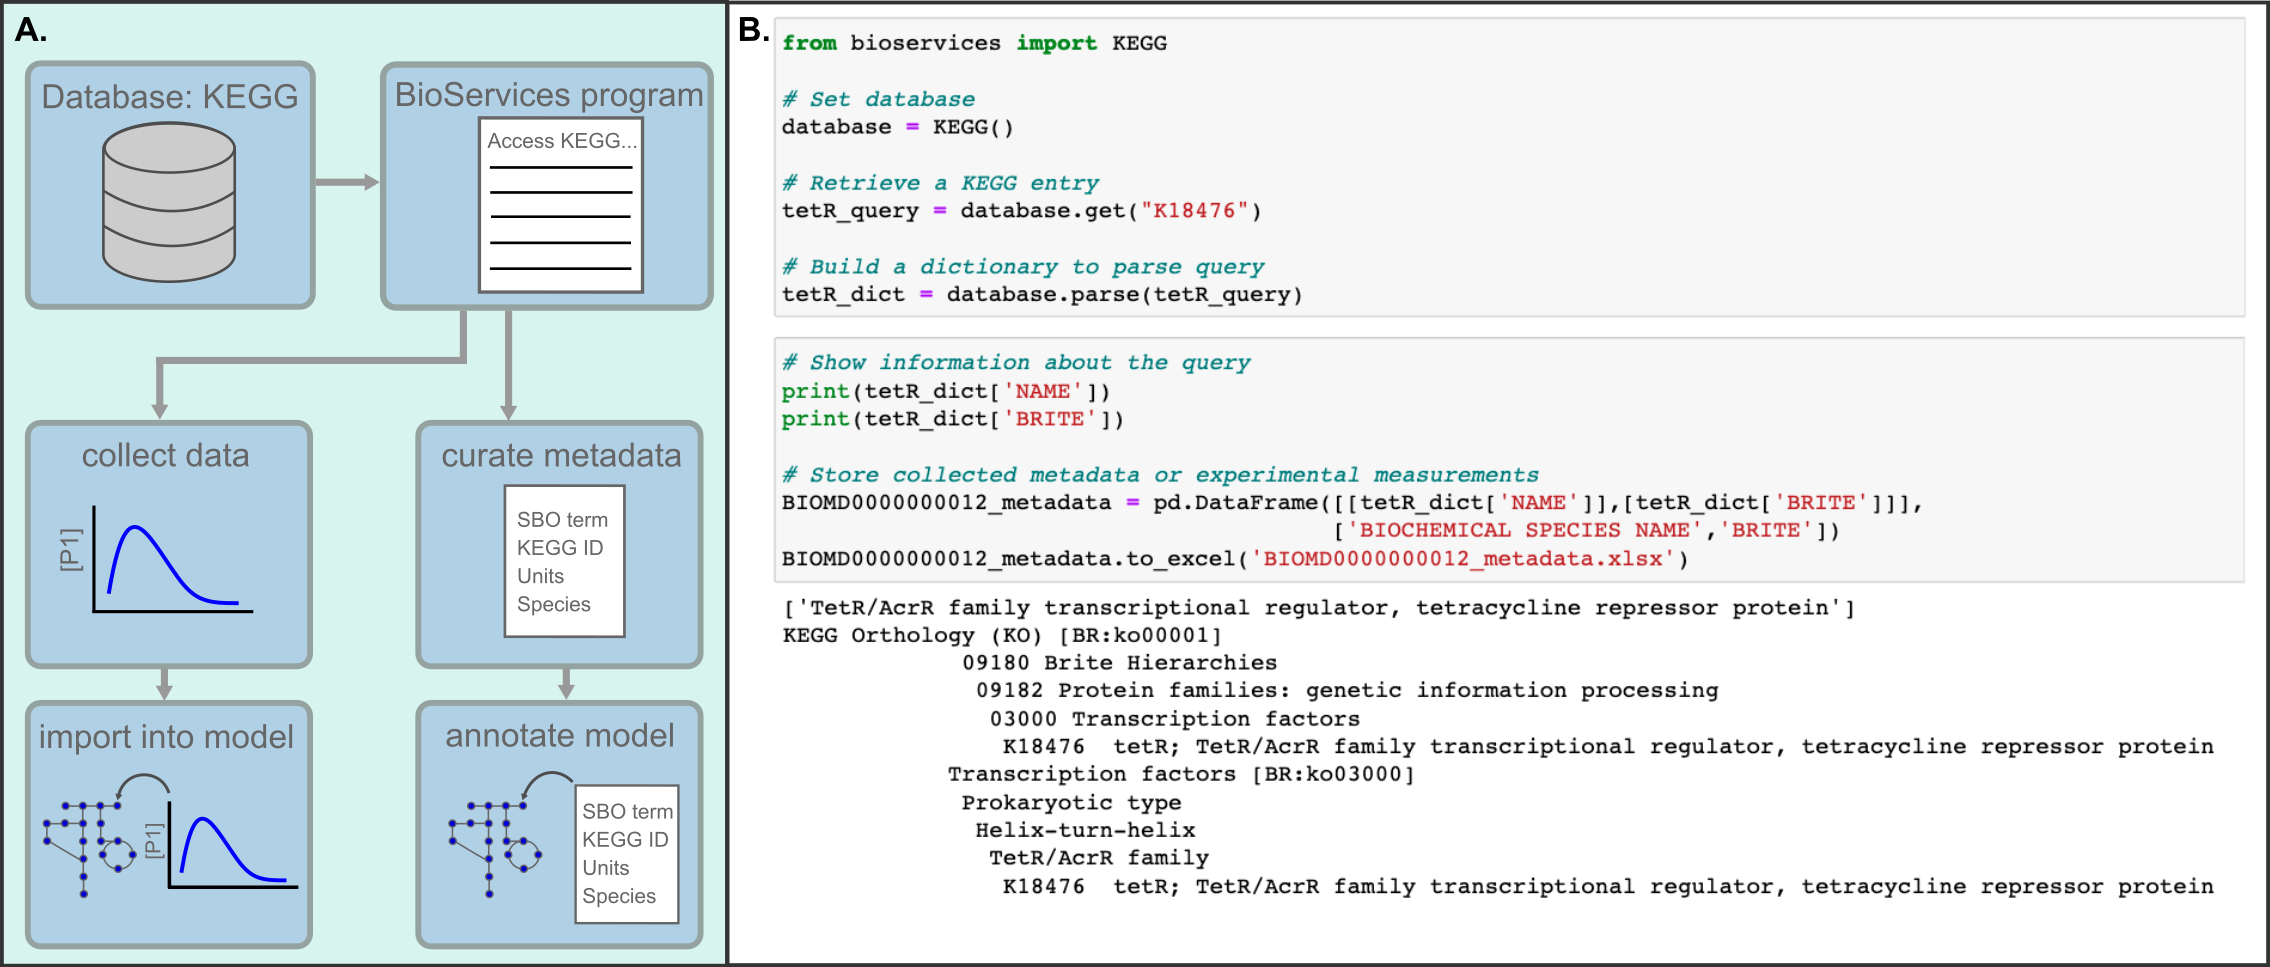 A.
Database: KEGG
BioServices program
Access KEGG...
collect data
[P1]
curate metadata
SBO term
KEGG ID
Units
Species
import into model
[P1]
annotate model
SBO term
KEGG ID
Units
Species
B.
from bioservices import KEGG
# Set database
database = KEGG()
# Retrieve a KEGG entry
tetR_query = database.get("K18476")
# Build a dictionary to parse query
tetR_dict = database.parse(tetR_query)
# Show information about the query
print(tetR_dict['NAME'])
print(tetR_dict['BRITE'])
# Store collected metadata or experimental measurements
BIOMD0000000012_metadata = pd.DataFrame([[tetR_dict['NAME']],[tetR_dict['BRITE']]],
['BIOCHEMICAL SPECIES NAME','BRITE'])
BIOMD0000000012_metadata.to_excel('BIOMD0000000012_metadata.xlsx')
['TetR/AcrR family transcriptional regulator, tetracycline repressor protein']
KEGG Orthology (KO) [BR:ko00001]
09180 Brite Hierarchies
09182 Protein families: genetic information processing
03000 Transcription factors
K18476  tetR; TetR/AcrR family transcriptional regulator, tetracycline repressor protein
Transcription factors [BR:ko03000]
Prokaryotic type
Helix-turn-helix
TetR/AcrR family
K18476  tetR; TetR/AcrR family transcriptional regulator, tetracycline repressor protein